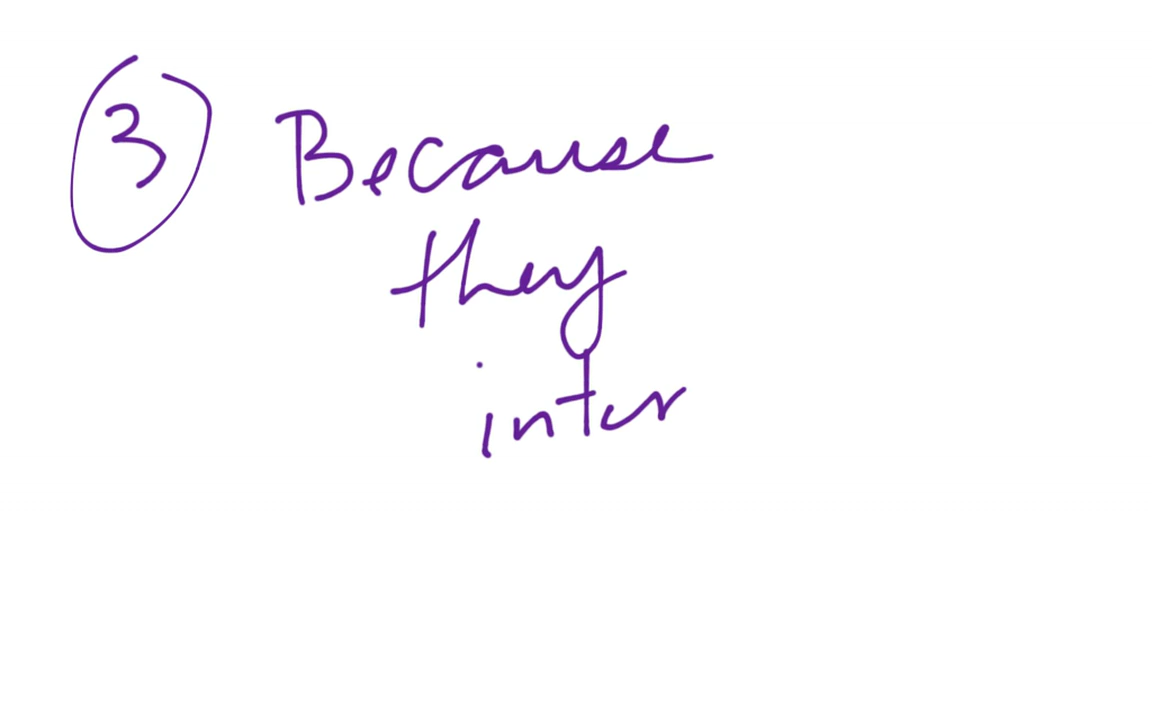 ③ Because
they
inter